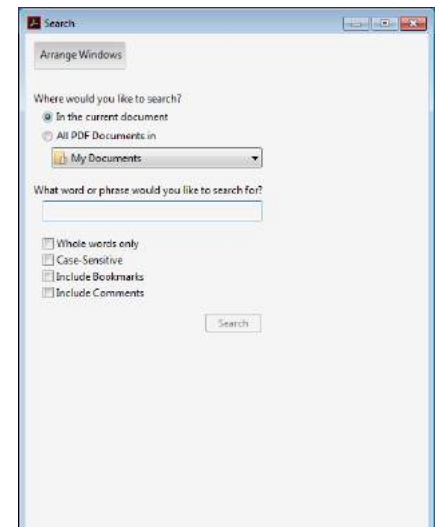 Search
Arrange Windows
Where would you like to search?
In the current document
All PDF Documents in
My Documents
What word or phrase would you like to search for?
Whole words only
Case-Sensitive
Include Bookmarks
Include Comments
Search